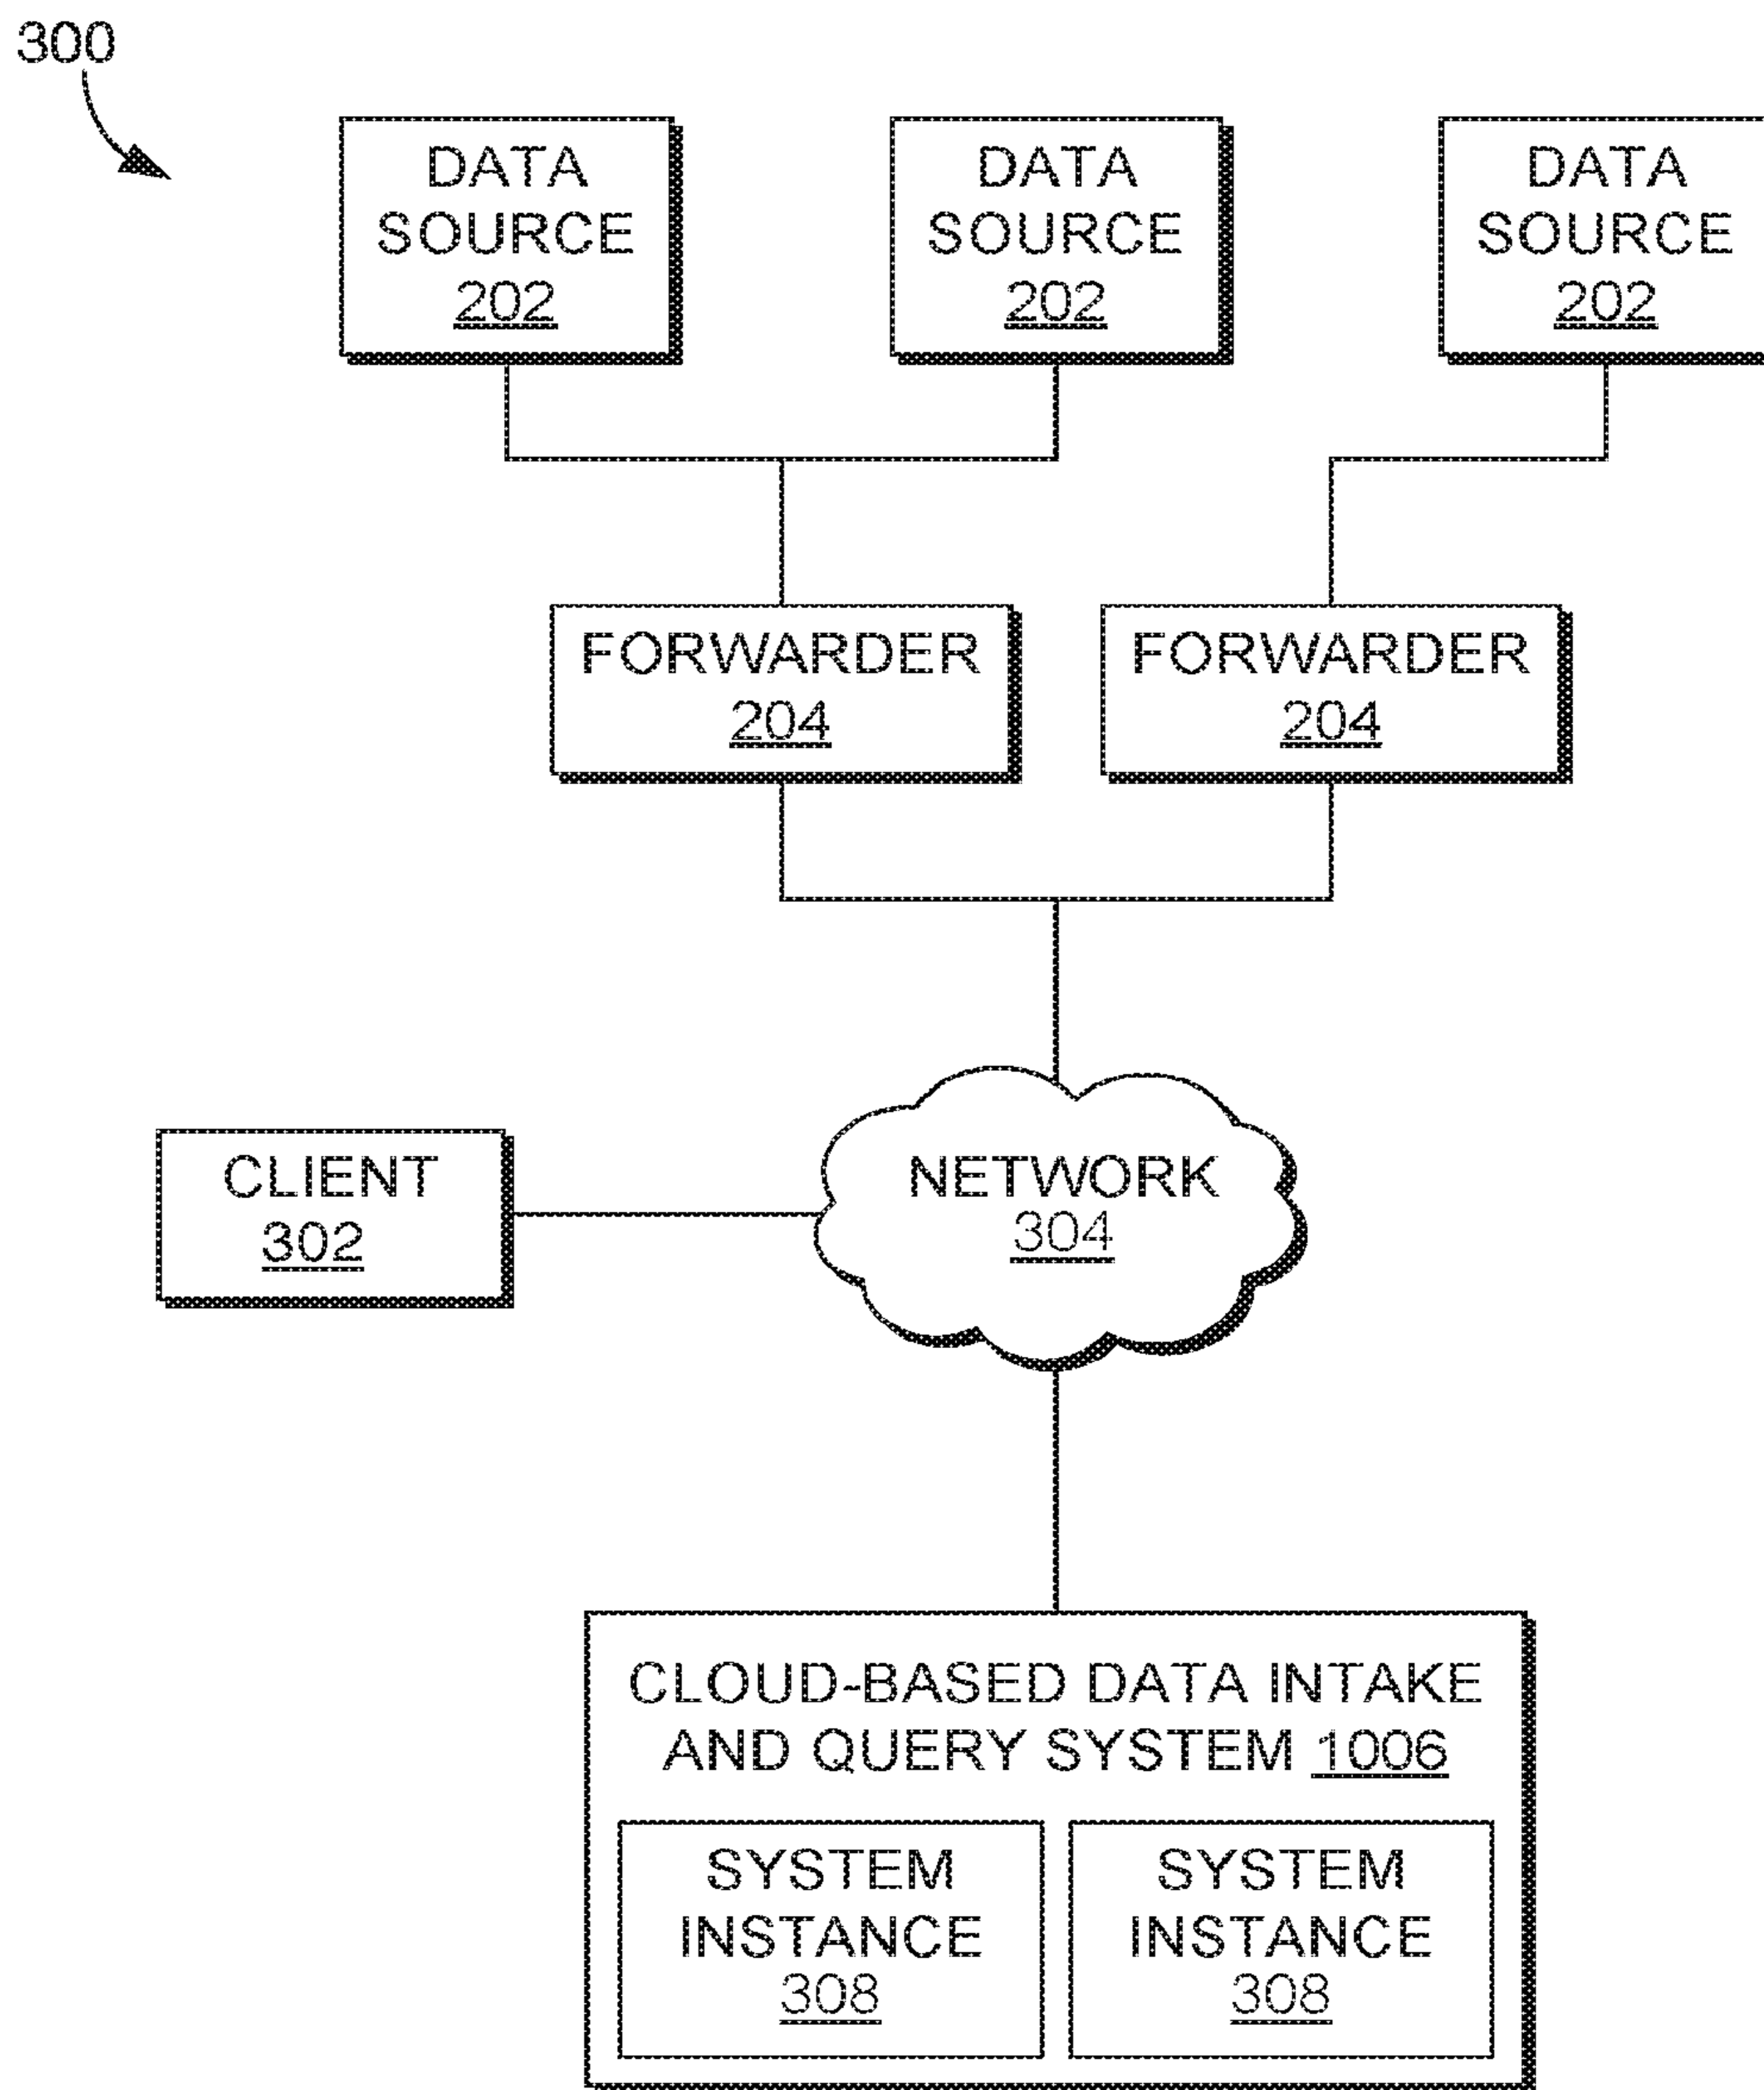 300
DATA
SOURCE
202
DATA
SOURCE
202
DATA
SOURCE
202
FORWARDER
204
FORWARDER
204
CLIENT
302
NETWORK
304
CLOUD-BASED DATA INTAKE
AND QUERY SYSTEM 1006
SYSTEM
INSTANCE
308
SYSTEM
INSTANCE
308